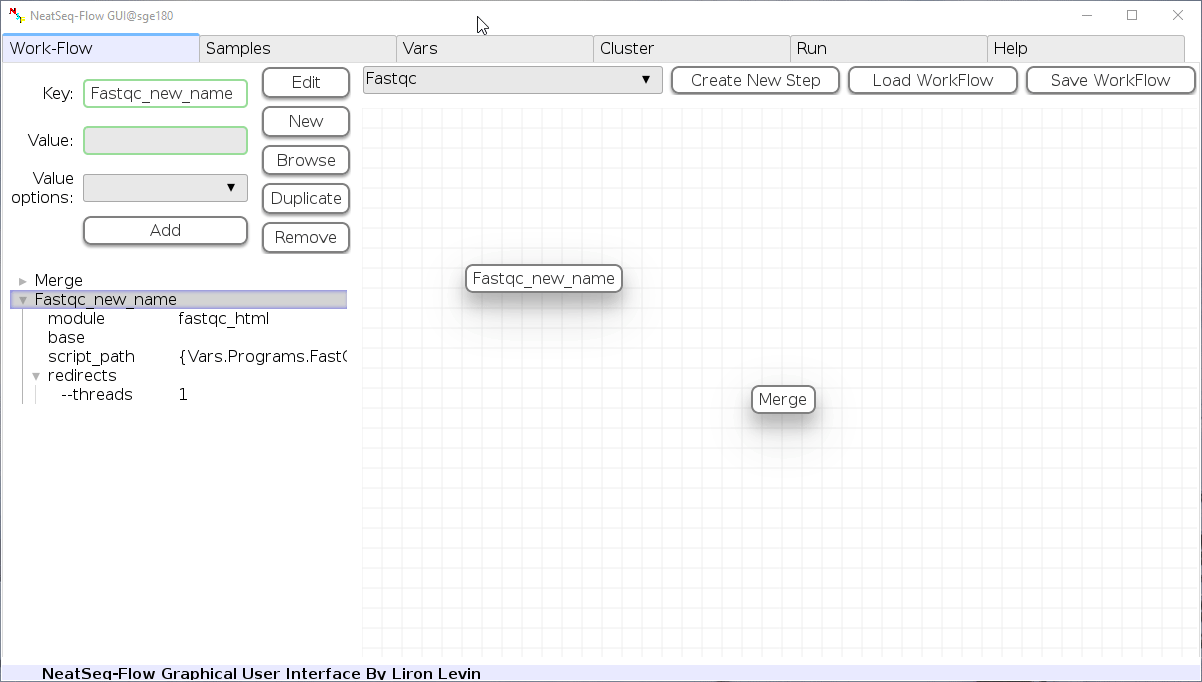 NeatSeq-Flow GUI@sge180
Work-Flow Samples Vars Cluster Run Help
Key: Fastqc_new_name Edit
Fastqc Create New Step Load WorkFlow Save WorkFlow
New
Value:
Browse
Value options:
Duplicate
Add
Remove
Merge
Fastqc_new_name
module fastqc_html
base
script_path {Vars.Programs.Fast
redirects
--threads 1
Fastqc_new_name
Merge
NeatSeq-Flow Graphical User Interface By Liron Levin